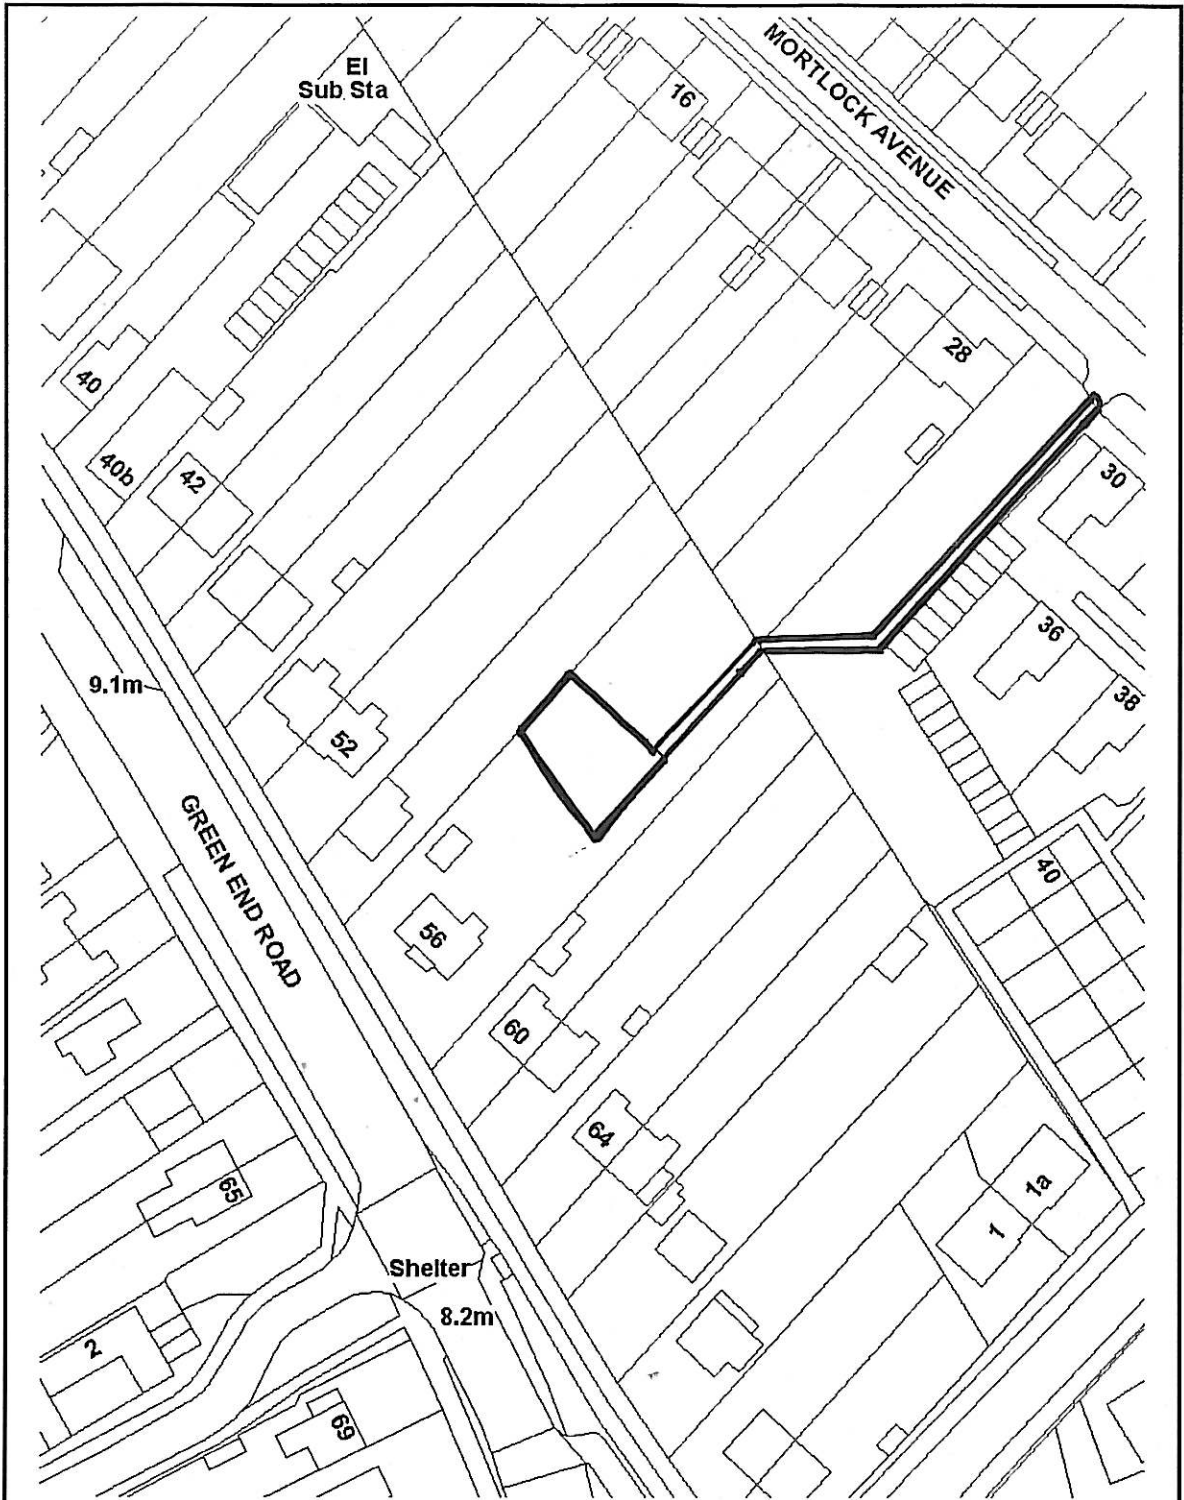 El
Sub Sta
MORTLOCK AVENUE
16
28
40
40b
42
30
36
38
9.1m
52
GREEN END ROAD
56
40
60
64
65
1a
1
Shelter
8.2m
2
69